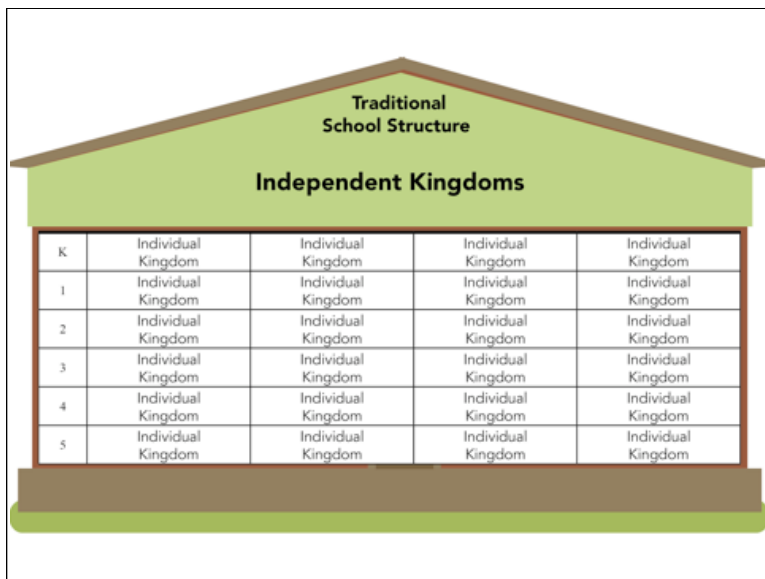 Traditional
School Structure
Independent Kingdoms
K Individual Kingdom Individual Kingdom Individual Kingdom Individual Kingdom
1 Individual Kingdom Individual Kingdom Individual Kingdom Individual Kingdom
2 Individual Kingdom Individual Kingdom Individual Kingdom Individual Kingdom
3 Individual Kingdom Individual Kingdom Individual Kingdom Individual Kingdom
4 Individual Kingdom Individual Kingdom Individual Kingdom Individual Kingdom
5 Individual Kingdom Individual Kingdom Individual Kingdom Individual Kingdom